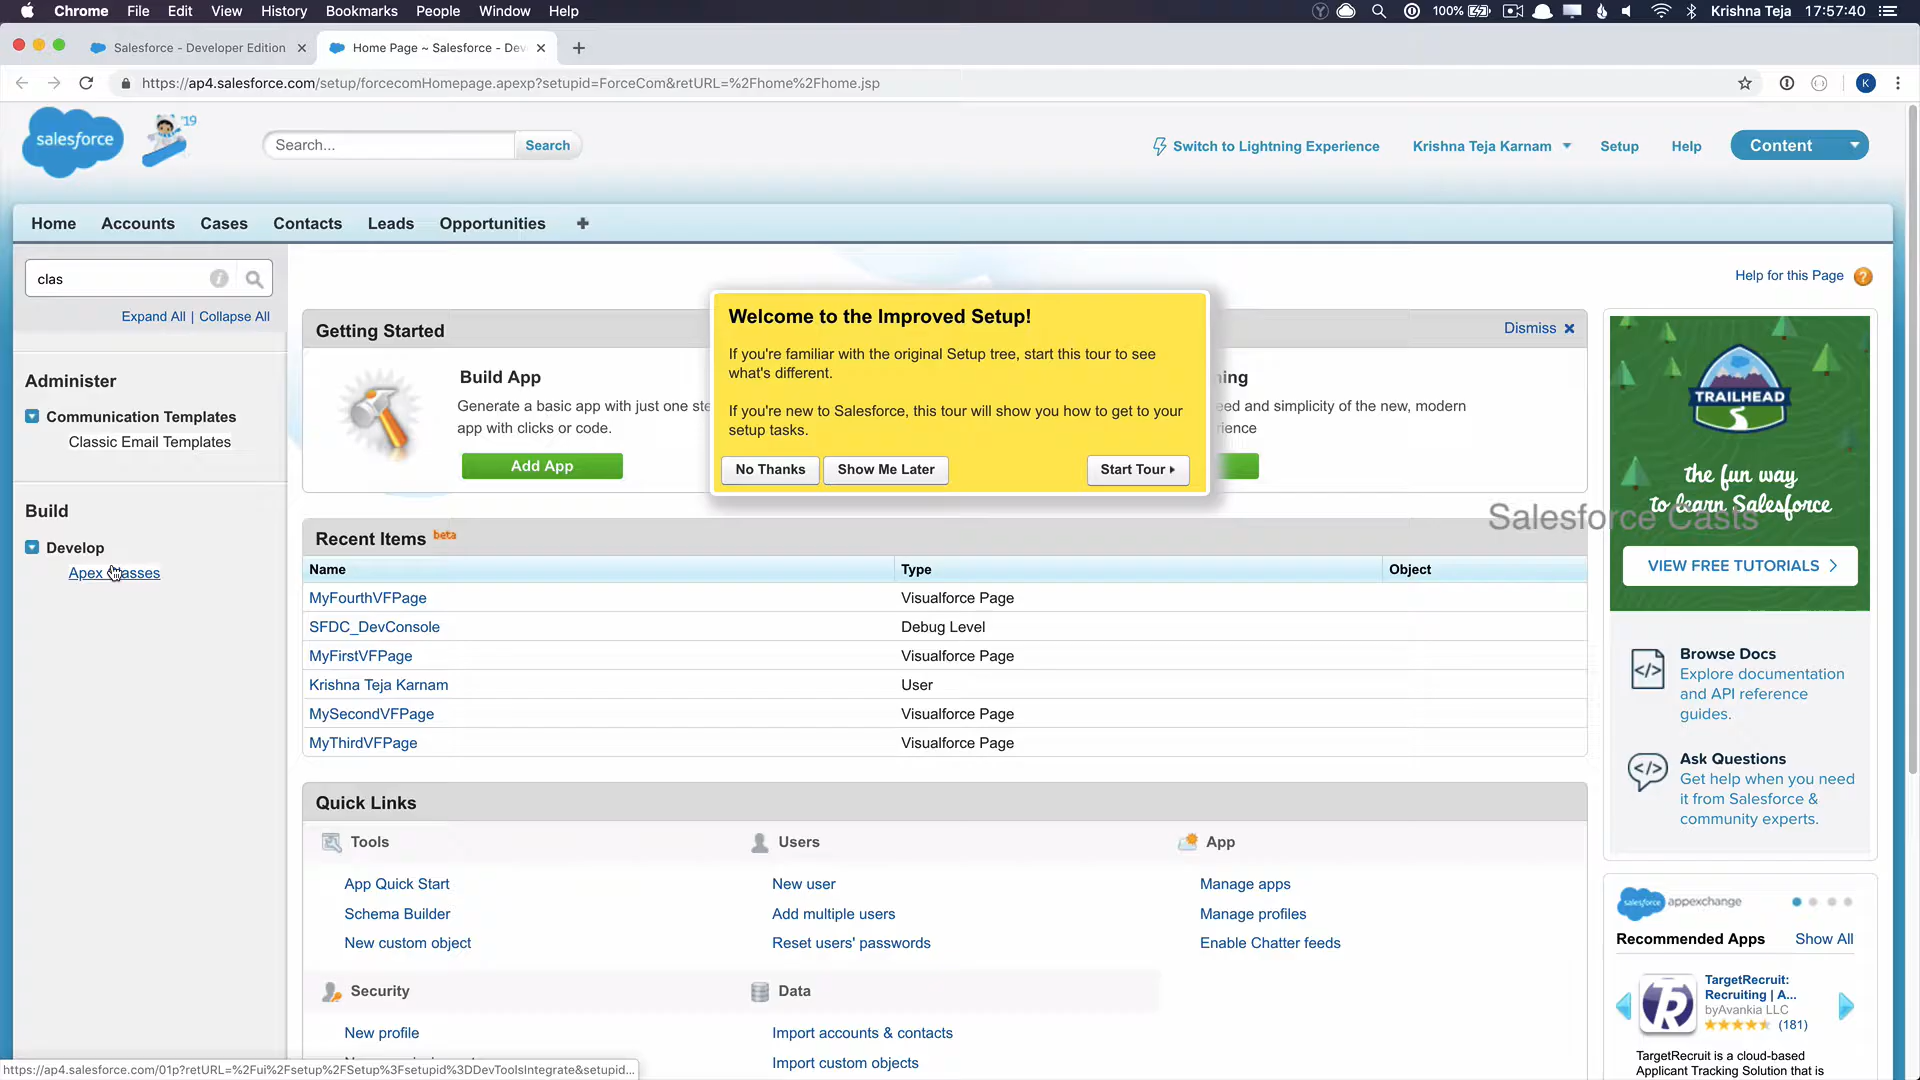 Chrome File Edit View History Bookmarks People Window Help 100% Krishna Teja 17:57:40
Salesforce - Developer Edition
Home Page ~ Salesforce - Dev
https://ap4.salesforce.com/setup/forcecomHomepage.apexp?setupid=ForceCom&retURL=%2Fhome%2Fhome.jsp
K
salesforce
'19
Search...
Search
Switch to Lightning Experience
Krishna Teja Karnam
Setup
Help
Content
Home Accounts Cases Contacts Leads Opportunities +
clas
Expand All | Collapse All
Administer
Communication Templates
Classic Email Templates
Build
Develop
Apex asses
Help for this Page
Getting Started
Dismiss
Build App
Generate a basic app with just one ste
app with clicks or code.
Add App
ning
eed and simplicity of the new, modern
rience
Welcome to the Improved Setup!
If you're familiar with the original Setup tree, start this tour to see
what's different.
If you're new to Salesforce, this tour will show you how to get to your
setup tasks.
No Thanks
Show Me Later
Start Tour
Recent Items beta
Name Type Object
MyFourthVFPage Visualforce Page
SFDC_DevConsole Debug Level
MyFirstVFPage Visualforce Page
Krishna Teja Karnam User
MySecondVFPage Visualforce Page
MyThirdVFPage Visualforce Page
Quick Links
Tools
App Quick Start
Schema Builder
New custom object
Users
New user
Add multiple users
Reset users' passwords
App
Manage apps
Manage profiles
Enable Chatter feeds
Security
New profile
Data
Import accounts & contacts
Import custom objects
TRAILHEAD
the fun way
to learn Salesforce
Salesforce Casts
VIEW FREE TUTORIALS
Browse Docs
Explore documentation
and API reference
guides.
Ask Questions
Get help when you need
it from Salesforce &
community experts.
salesforce appexchange
Recommended Apps Show All
TargetRecruit:
Recruiting | A...
byAvankia LLC
(181)
TargetRecruit is a cloud-based
Applicant Tracking Solution that is
https://ap4.salesforce.com/01p?retURL=%2Fui%2Fsetup%2FSetup%3Fsetupid%3DDevToolsIntegrate&setupid...